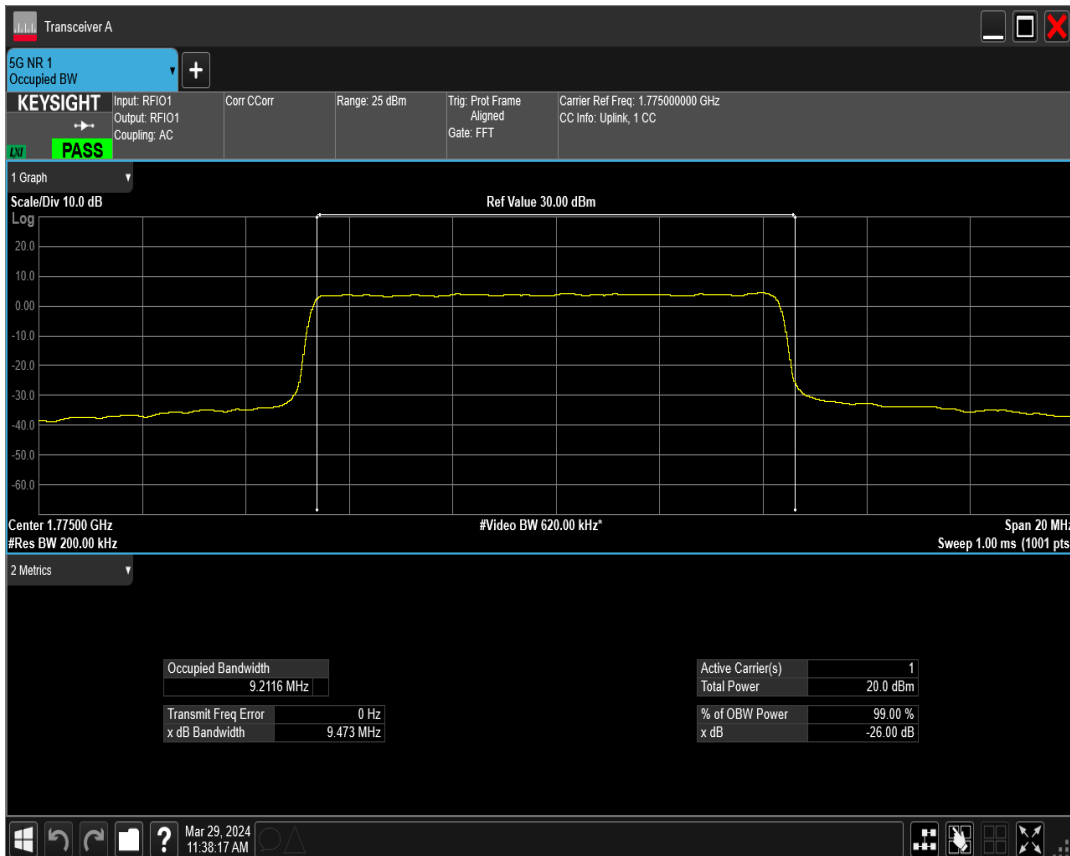 Transceiver A
5G NR 1
Occupied BW
+
KEYSIGHT
LXI
PASS
Input: RFIO1
Output: RFIO1
Coupling: AC
Corr CCorr
Range: 25 dBm
Trig: Prot Frame
Aligned
Gate: FFT
Carrier Ref Freq: 1.775000000 GHz
CC Info: Uplink, 1 CC
1 Graph
Scale/Div 10.0 dB
Ref Value 30.00 dBm
Log
20.0
10.0
0.00
-10.0
-20.0
-30.0
-40.0
-50.0
-60.0
Center 1.77500 GHz
#Video BW 620.00 kHz*
Span 20 MHz
#Res BW 200.00 kHz
Sweep 1.00 ms (1001 pts
2 Metrics
Occupied Bandwidth
9.2116 MHz
Transmit Freq Error 0 Hz
x dB Bandwidth 9.473 MHz
Active Carrier(s) 1
Total Power 20.0 dBm
% of OBW Power 99.00 %
x dB -26.00 dB
?
Mar 29, 2024
11:38:17 AM